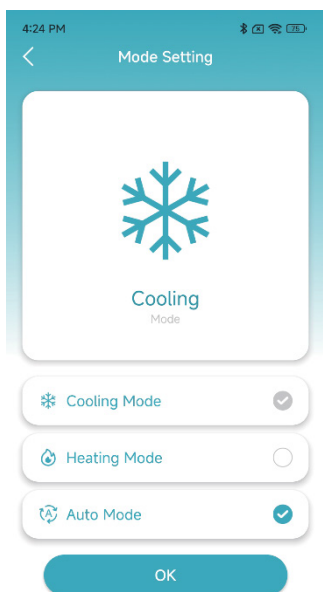 4:24 PM
75
Mode Setting
Cooling
Mode
Cooling Mode
Heating Mode
A
Auto Mode
OK